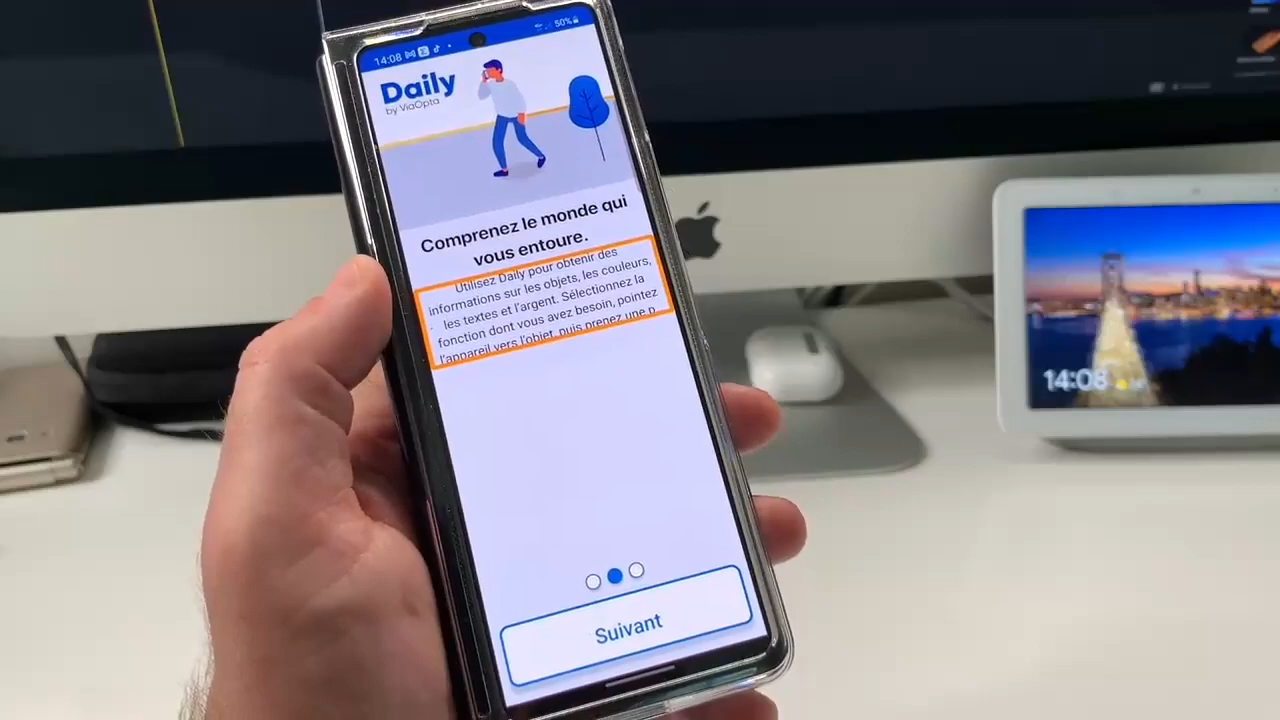 14:08
50%
Daily
by ViaOpta
Comprenez le monde qui
vous entoure.
Utilisez Daily pour obtenir des
informations sur les objets, les couleurs,
les textes et l'argent. Sélectionnez la
fonction dont vous avez besoin, pointez
l'appareil vers l'objet, puis prenez une p
Suivant
14:08